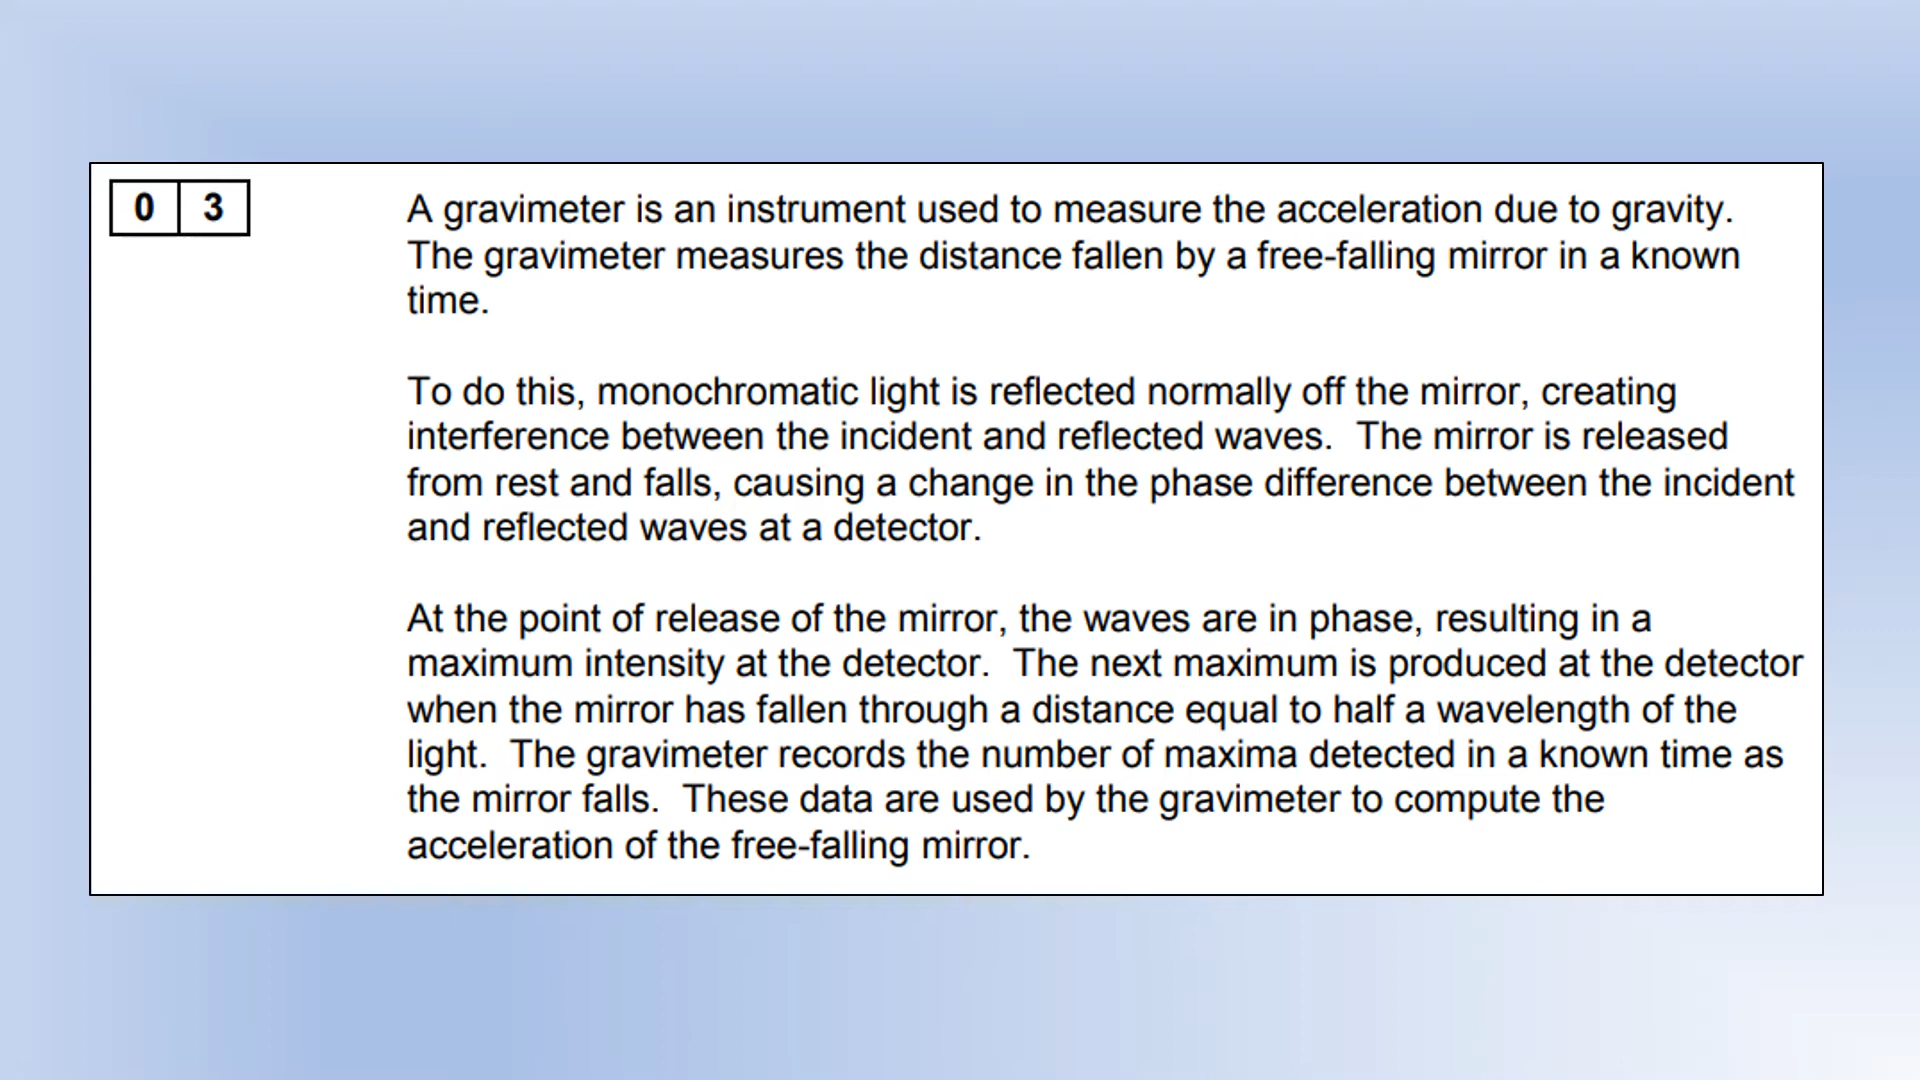 0 3
A gravimeter is an instrument used to measure the acceleration due to gravity.
The gravimeter measures the distance fallen by a free-falling mirror in a known
time.
To do this, monochromatic light is reflected normally off the mirror, creating
interference between the incident and reflected waves. The mirror is released
from rest and falls, causing a change in the phase difference between the incident
and reflected waves at a detector.
At the point of release of the mirror, the waves are in phase, resulting in a
maximum intensity at the detector. The next maximum is produced at the detector
when the mirror has fallen through a distance equal to half a wavelength of the
light. The gravimeter records the number of maxima detected in a known time as
the mirror falls. These data are used by the gravimeter to compute the
acceleration of the free-falling mirror.